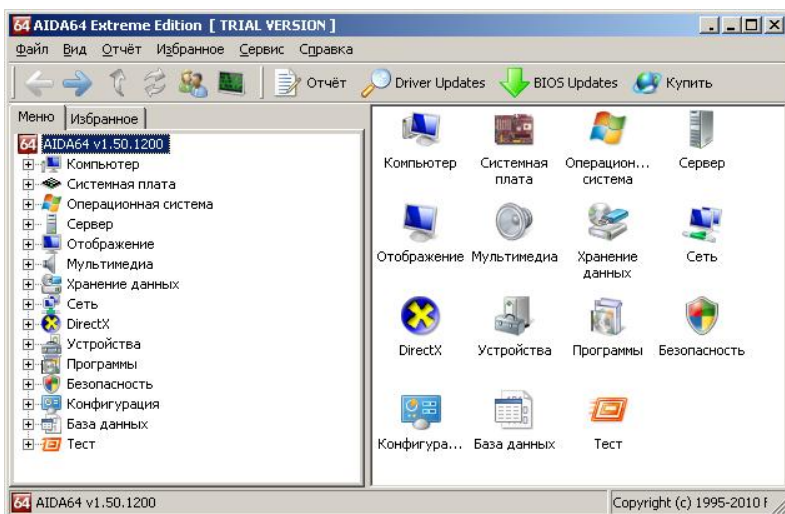 64 AIDA64 Extreme Edition [ TRIAL VERSION ]
Файл Вид Отчёт Избранное Сервис Справка
Отчёт Driver Updates BIOS Updates Купить
Меню Избранное
64 AIDA64 v1.50.1200
Компьютер
Системная плата
Операционная система
Сервер
Отображение
Мультимедиа
Хранение данных
Сеть
DirectX
Устройства
Программы
Безопасность
Конфигурация
База данных
Тест
Компьютер Системная Операцион... Сервер
плата система
Отображение Мультимедиа Хранение Сеть
данных
DirectX Устройства Программы Безопасность
Конфигура... База данных Тест
64 AIDA64 v1.50.1200 Copyright (c) 1995-2010